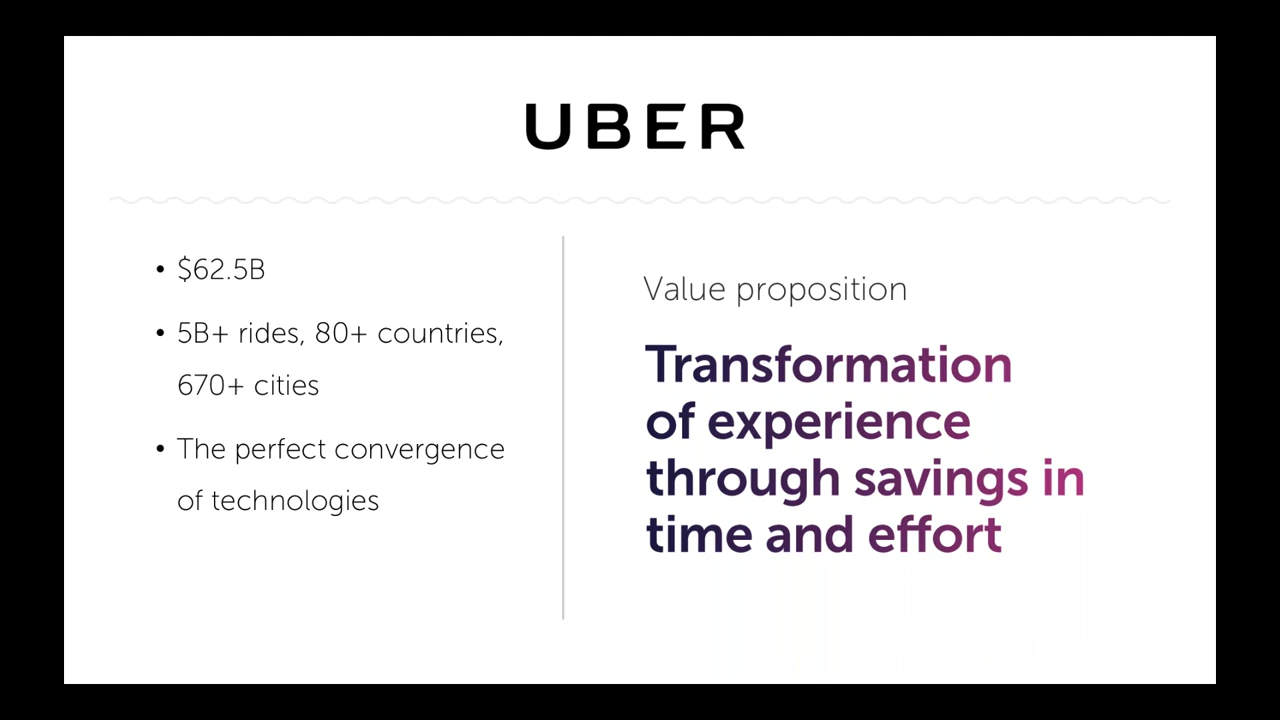 UBER
• $62.5B
• 5B+ rides, 80+ countries,
670+ cities
• The perfect convergence
of technologies
Value proposition
Transformation
of experience
through savings in
time and effort